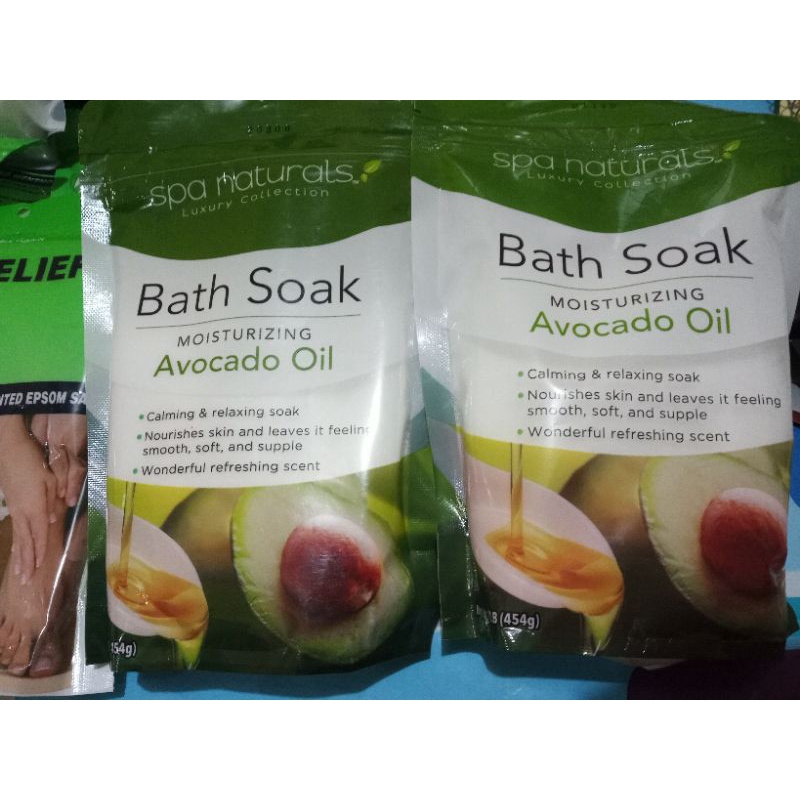 ELIEF
NTED EPSOM S
spa naturals
Luxury Collection
Bath Soak
MOISTURIZING
Avocado Oil
• Calming & relaxing soak
• Nourishes skin and leaves it feeling
smooth, soft, and supple
• Wonderful refreshing scent
454g)
spa naturals
Luxury Collection
Bath Soak
MOISTURIZING
Avocado Oil
• Calming & relaxing soak
• Nourishes skin and leaves it feeling
smooth, soft, and supple
• Wonderful refreshing scent
(454g)